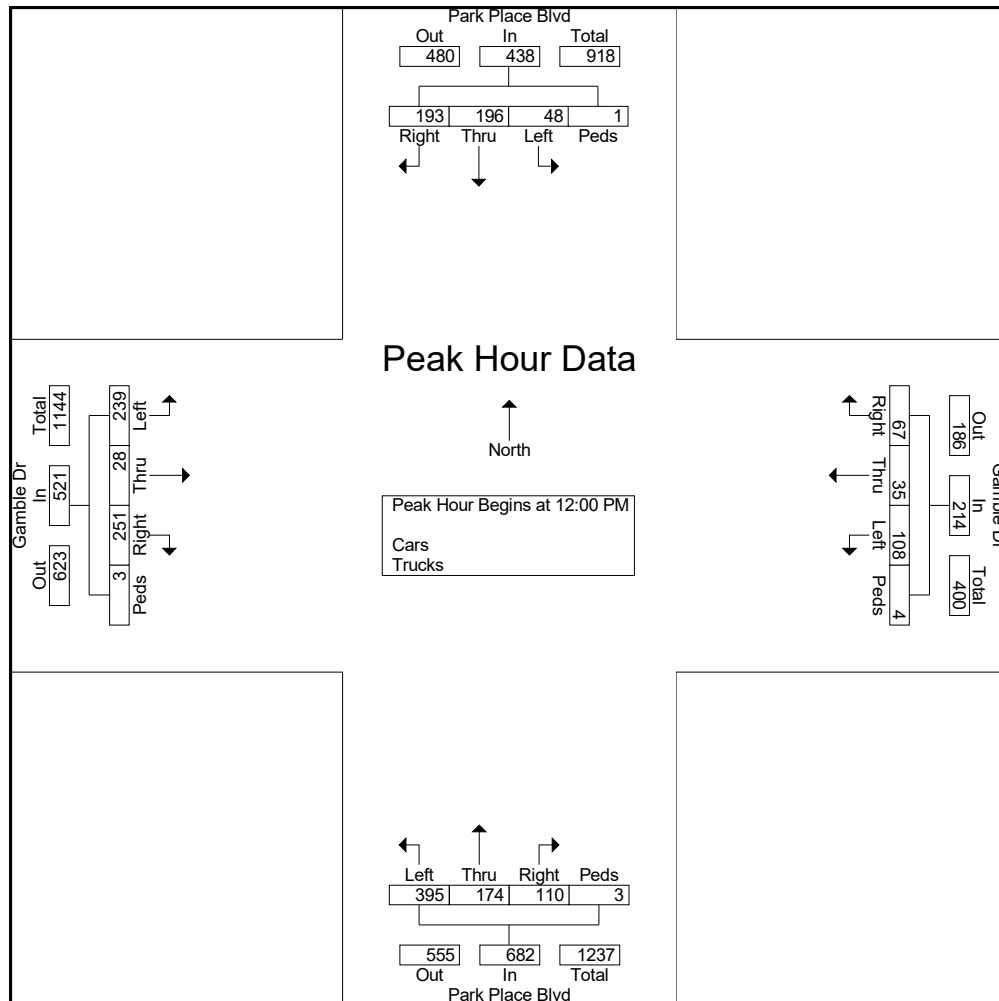 Park Place Blvd
Out In Total
480 438 918
193 196 48 1
Right Thru Left Peds
Peak Hour Data
North
Peak Hour Begins at 12:00 PM
Cars
Trucks
Gamble Dr
Total In Out
1144 521 623
239 28 251 3
Left Thru Right Peds
Right Thru Left Peds
67 35 108 4
Out In Total
186 214 400
Gamble Dr
Left Thru Right Peds
395 174 110 3
555 682 1237
Out In Total
Park Place Blvd